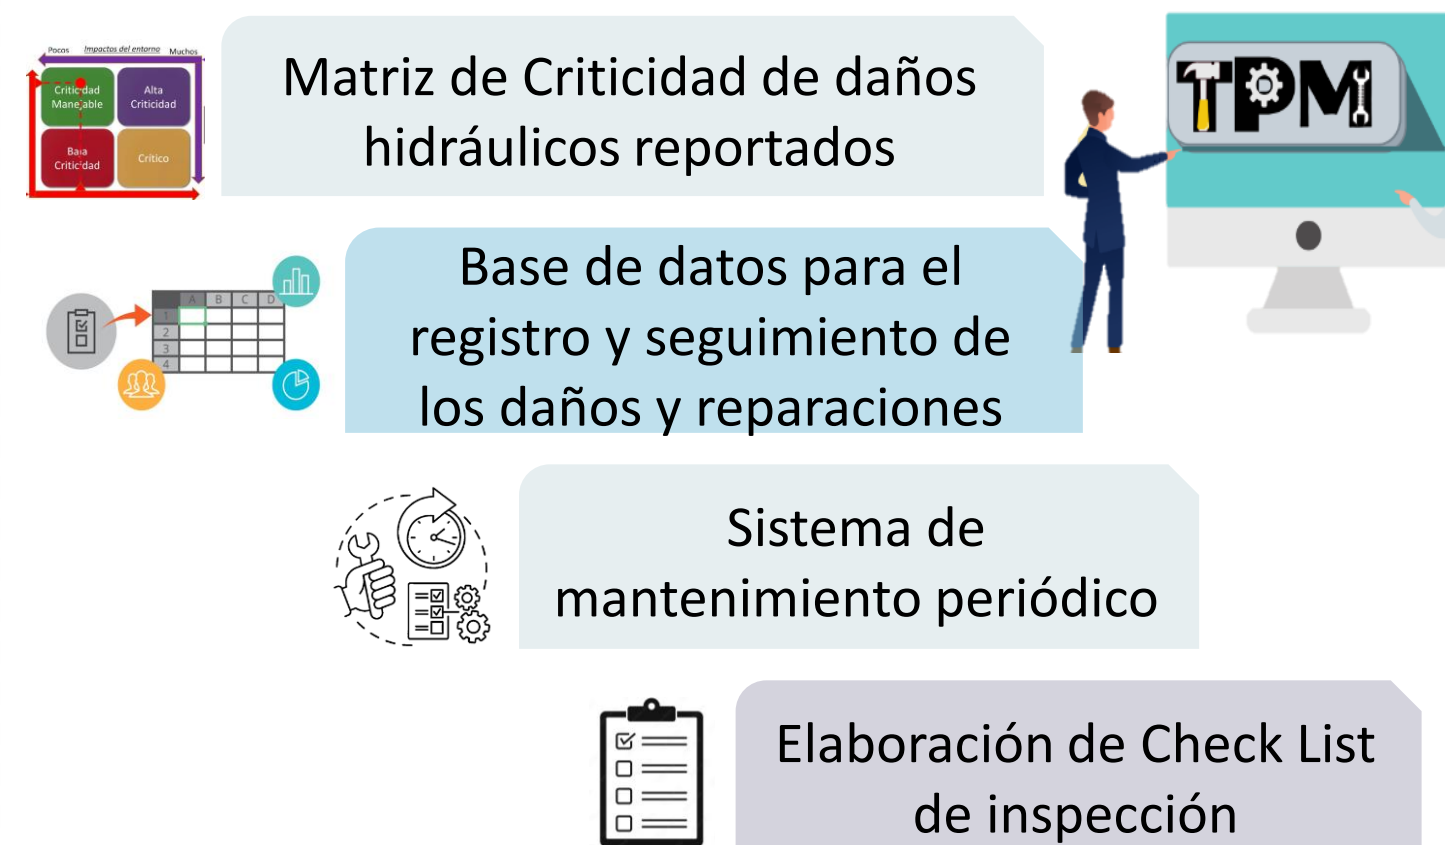 Pocos Impactos del entorno Muchos
Criticidad
Manejable
Alta
Criticidad
Baja
Criticidad
Crítico
Matriz de Criticidad de daños
hidráulicos reportados
TPM
A B C D
1
2
3
4
Base de datos para el
registro y seguimiento de
los daños y reparaciones
Sistema de
mantenimiento periódico
Elaboración de Check List
de inspección